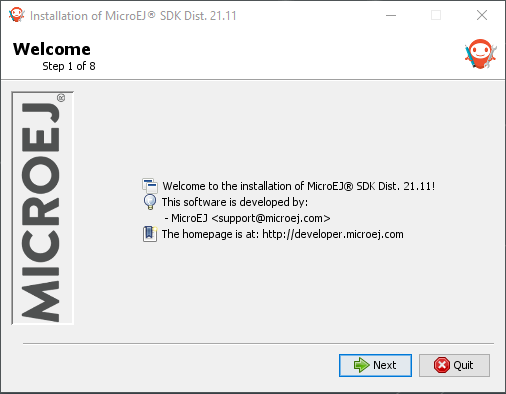 Installation of MicroEJ® SDK Dist. 21.11
Welcome
Step 1 of 8
MICROEJ®
Welcome to the installation of MicroEJ® SDK Dist. 21.11!
This software is developed by:
- MicroEJ <support@microej.com>
The homepage is at: http://developer.microej.com
Next
Quit